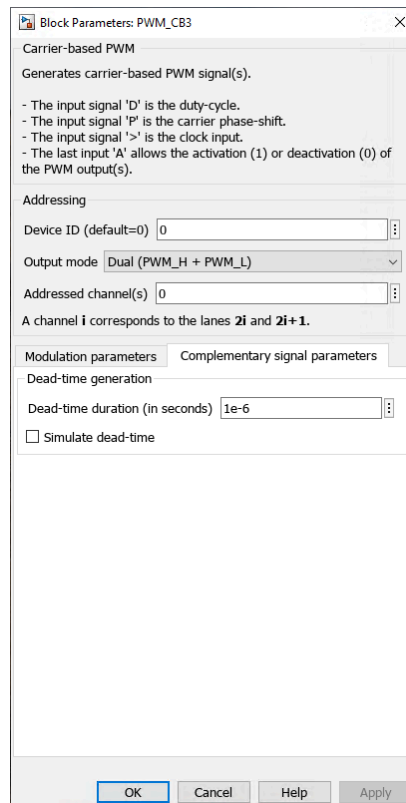 Block Parameters: PWM_CB3
Carrier-based PWM
Generates carrier-based PWM signal(s).
- The input signal 'D' is the duty-cycle.
- The input signal 'P' is the carrier phase-shift.
- The input signal '>' is the clock input.
- The last input 'A' allows the activation (1) or deactivation (0) of
the PWM output(s).
Addressing
Device ID (default=0) 0
Output mode Dual (PWM_H + PWM_L)
Addressed channel(s) 0
A channel i corresponds to the lanes 2i and 2i+1.
Modulation parameters Complementary signal parameters
Dead-time generation
Dead-time duration (in seconds) 1e-6
Simulate dead-time
OK Cancel Help Apply